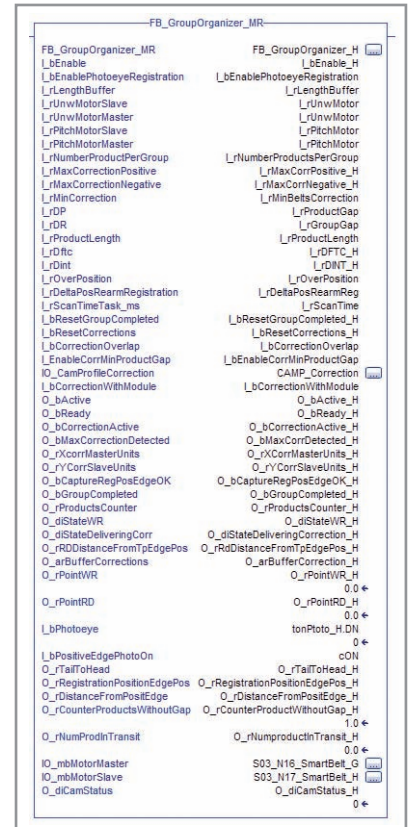 FB_GroupOrganizer_MR
FB_GroupOrganizer_MR FB_GroupOrganizer_H ...
I_bEnable I_bEnable_H
I_bEnablePhotoeyeRegistration I_bEnablePhotoeyeRegistration
I_rLengthBuffer I_rLengthBuffer
I_rUnwMotorSlave I_rUnwMotor
I_rUnwMotorMaster I_rUnwMotor
I_rPitchMotorSlave I_rPitchMotor
I_rPitchMotorMaster I_rPitchMotor
I_rNumberProductPerGroup I_rNumberProductsPerGroup
I_rMaxCorrectionPositive I_rMaxCorrPositive_H
I_rMaxCorrectionNegative I_rMaxCorrNegative_H
I_rMinCorrection I_rMinBeltsCorrection
I_rDP I_rProductGap
I_rDR I_rGroupGap
I_rProductLength I_rProductLength
I_rDftc I_rDFTC_H
I_rDint I_rDINT_H
I_rOverPosition I_rOverPosition
I_rDeltaPosRearmRegistration I_rDeltaPosRearmReg
I_rScanTimeTask_ms I_rScanTime
I_bResetGroupCompleted I_bResetGroupCompleted_H
I_bResetCorrections I_bResetCorrections_H
I_bCorrectionOverlap I_bCorrectionOverlap
I_EnableCorrMinProductGap I_bEnableCorrMinProductGap
IO_CamProfileCorrection CAMP_Correction ...
I_bCorrectionWithModule I_bCorrectionWithModule
O_bActive O_bActive_H
O_bReady O_bReady_H
O_bCorrectionActive O_bCorrectionActive_H
O_bMaxCorrectionDetected O_bMaxCorrDetected_H
O_rXcorrMasterUnits O_rXCorrMasterUnits_H
O_rYCorrSlaveUnits O_rYCorrSlaveUnits_H
O_bCaptureRegPosEdgeOK O_bCaptureRegPosEdgeOK_H
O_bGroupCompleted O_bGroupCompleted_H
O_rProductsCounter O_rProductsCounter_H
O_diStateWR O_diStateWR_H
O_diStateDeliveringCorr O_diStateDeliveringCorrection_H
O_rRDDistanceFromTpEdgePos O_rRdDistanceFromTpEdgePos_H
O_arBufferCorrections O_arBufferCorrection_H
O_rPointWR O_rPointWR_H
0.0 ←
O_rPointRD O_rPointRD_H
0.0 ←
I_bPhotoeye tonPtoto_H.DN
0 ←
I_bPositiveEdgePhotoOn cON
O_rTailToHead O_rTailToHead_H
O_rRegistrationPositionEdgePos O_rRegistrationPositionEdgePos_H
O_rDistanceFromPositEdge O_rDistanceFromPositEdge_H
O_rCounterProductsWithoutGap O_rCounterProductWithoutGap_H
1.0 ←
O_rNumProdInTransit O_rNumproductInTransit_H
0.0 ←
IO_mbMotorMaster S03_N16_SmartBelt_G ...
IO_mbMotorSlave S03_N17_SmartBelt_H ...
O_diCamStatus O_diCamStatus_H
0 ←